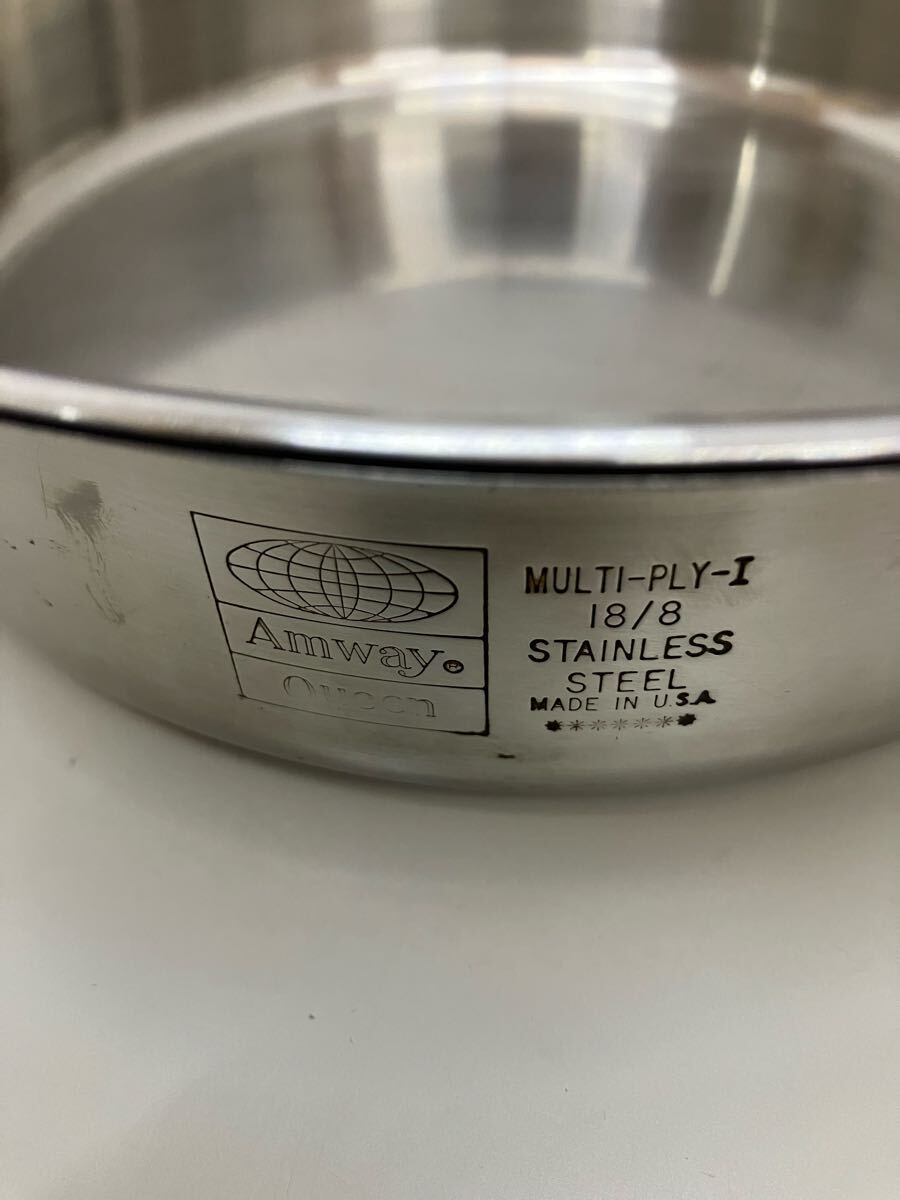 Amway®
Queen
MULTI-PLY-I
18/8
STAINLESS
STEEL
MADE IN U.S.A.
*******